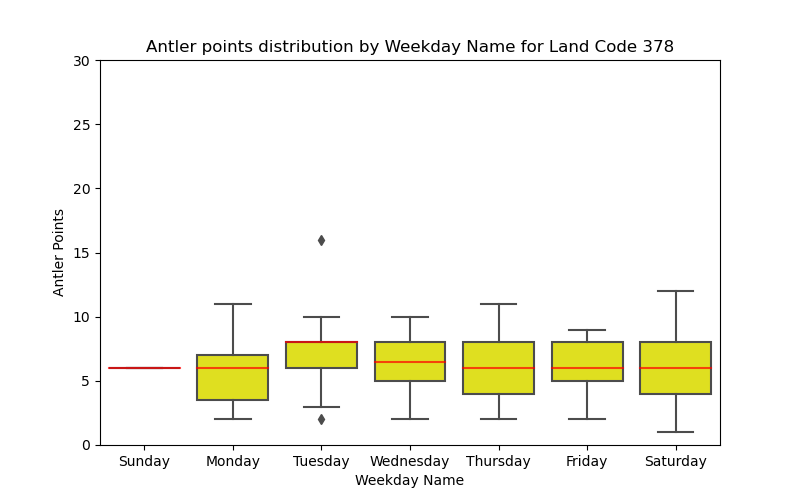 Antler points distribution by Weekday Name for Land Code 378
30
25
20
15
10
5
0
Antler Points
Sunday Monday Tuesday Wednesday Thursday Friday Saturday
Weekday Name